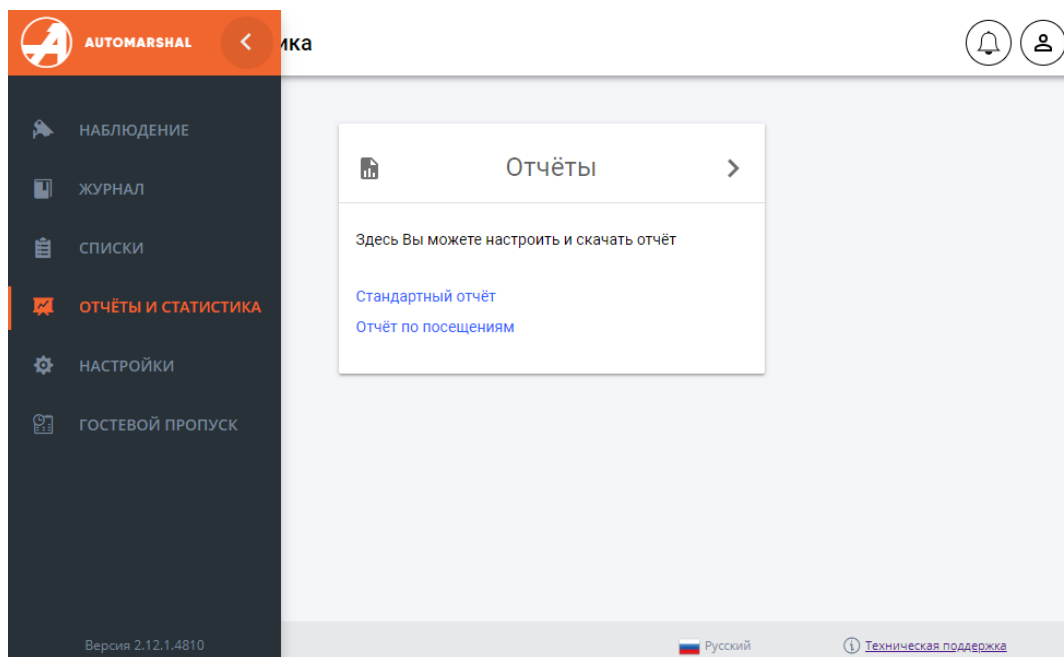 AUTOMARSHAL
ика
НАБЛЮДЕНИЕ
ЖУРНАЛ
СПИСКИ
ОТЧЁТЫ И СТАТИСТИКА
НАСТРОЙКИ
ГОСТЕВОЙ ПРОПУСК
Версия 2.12.1.4810
Отчёты
Здесь Вы можете настроить и скачать отчёт
Стандартный отчёт
Отчёт по посещениям
Русский
Техническая поддержка